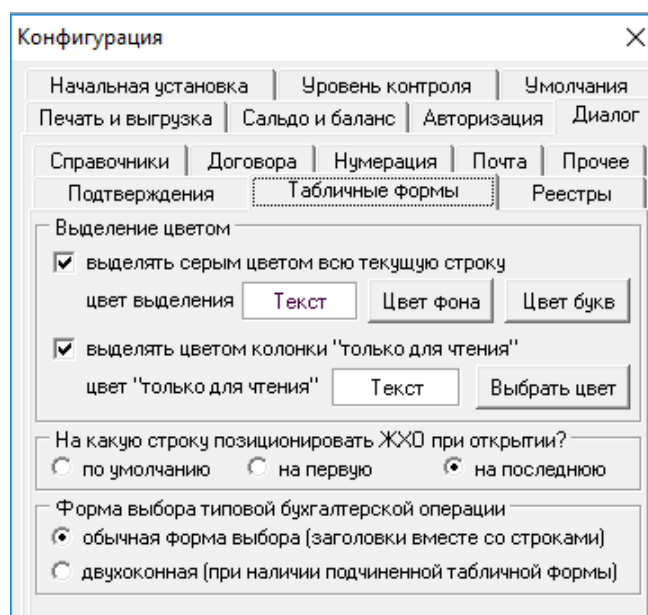 Конфигурация
Начальная установка Уровень контроля Умолчания
Печать и выгрузка Сальдо и баланс Авторизация Диалог
Справочники Договора Нумерация Почта Прочее
Подтверждения Табличные формы Реестры
Выделение цветом
выделять серым цветом всю текущую строку
цвет выделения Текст Цвет фона Цвет букв
выделять цветом колонки "только для чтения"
цвет "только для чтения" Текст Выбрать цвет
На какую строку позиционировать ЖХО при открытии?
по умолчанию на первую на последнюю
Форма выбора типовой бухгалтерской операции
обычная форма выбора (заголовки вместе со строками)
двухоконная (при наличии подчиненной табличной формы)